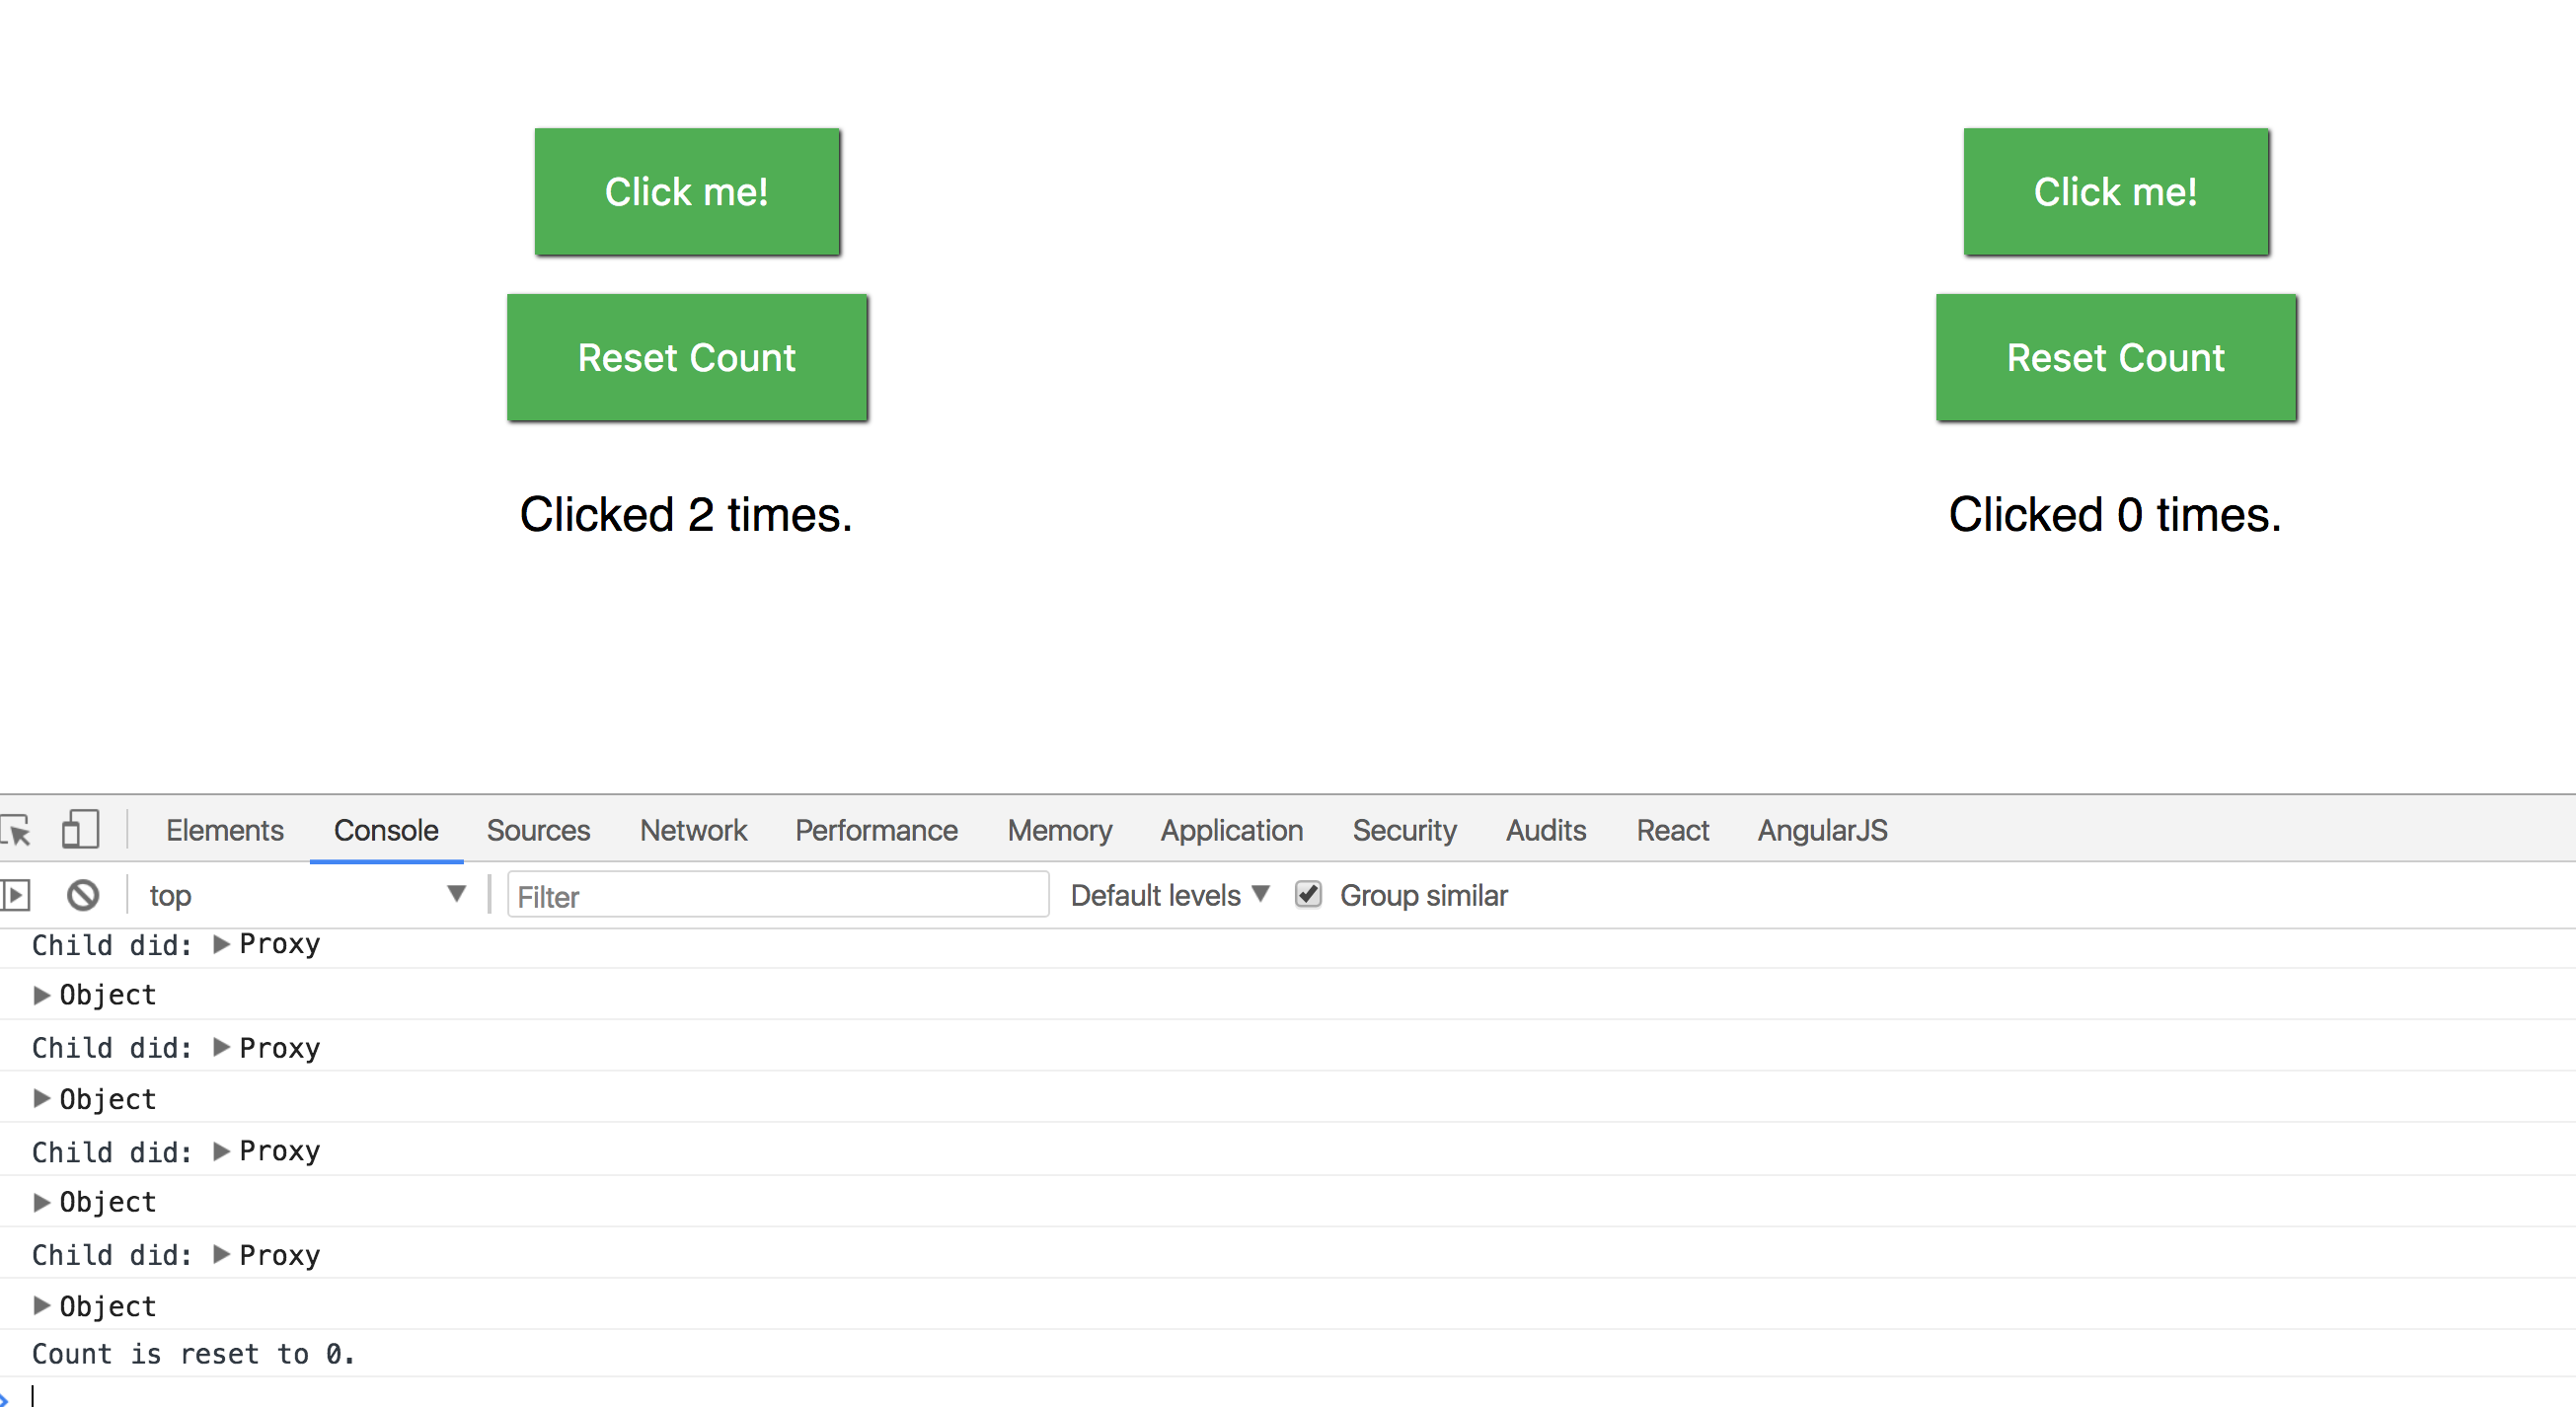 Click me! Click me!
Reset Count Reset Count
Clicked 2 times. Clicked 0 times.
Elements Console Sources Network Performance Memory Application Security Audits React AngularJS
top Filter Default levels Group similar
Child did: Proxy
Object
Child did: Proxy
Object
Child did: Proxy
Object
Child did: Proxy
Object
Count is reset to 0.